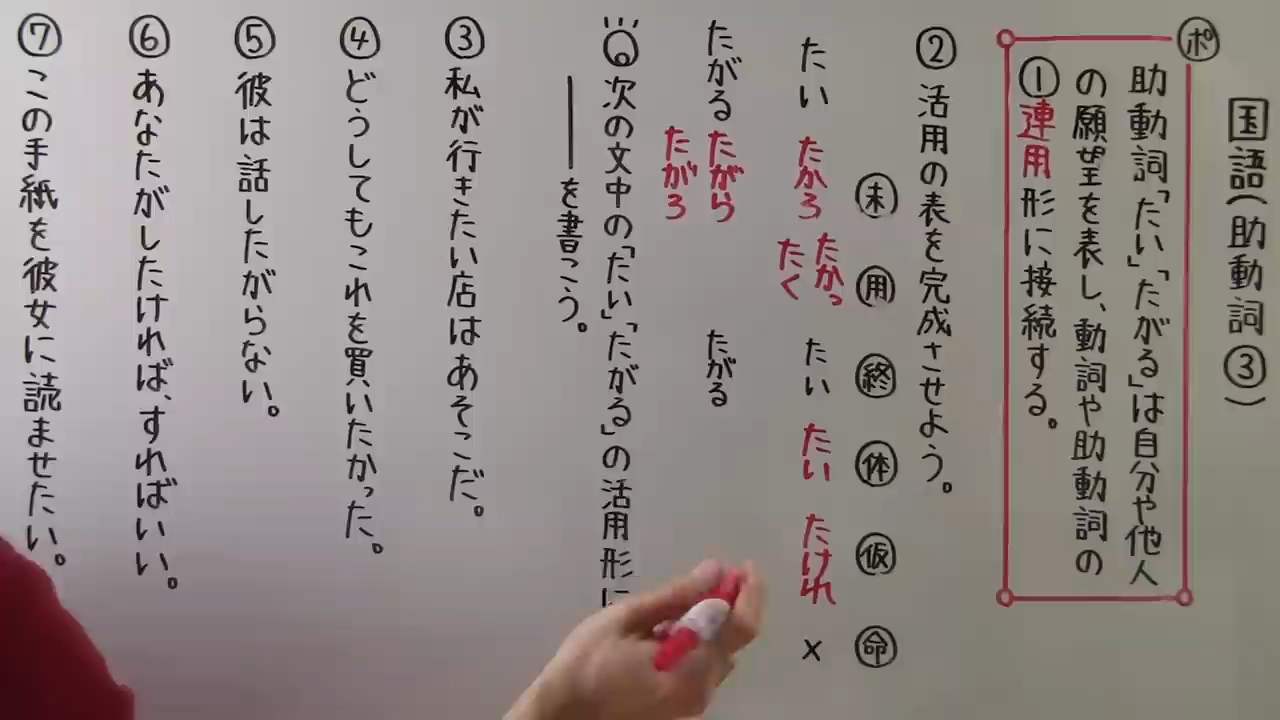 国語(助動詞③)
ポ
助動詞「たい」「たがる」は自分や他人
の願望を表し、動詞や助動詞の
①連用形に接続する。
②活用の表を完成させよう。
未 用 終 体 仮 命
たい たかろ たかっ たく たい たい たけれ ×
たがる たがら たがろ たがる
次の文中の「たい」「たがる」の活用形に
を書こう。
③私が行きたい店はあそこだ。
④どうしてもこれを買いたかった。
⑤彼は話したがらない。
⑥あなたがしたければ、すればいい。
⑦この手紙を彼女に読ませたい。